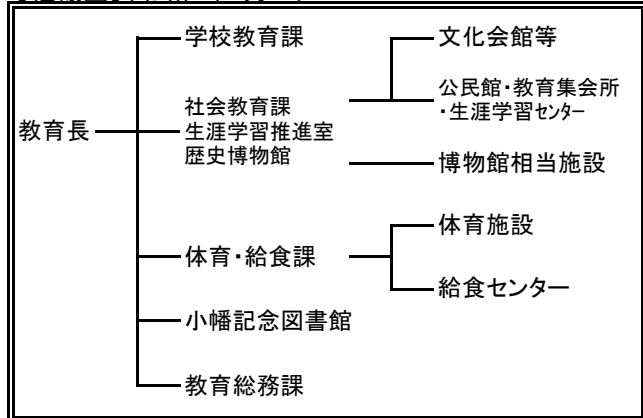 学校教育課
文化会館等
公民館・教育集会所
・生涯学習センター
教育長
社会教育課
生涯学習推進室
歴史博物館
博物館相当施設
体育・給食課
体育施設
給食センター
小幡記念図書館
教育総務課